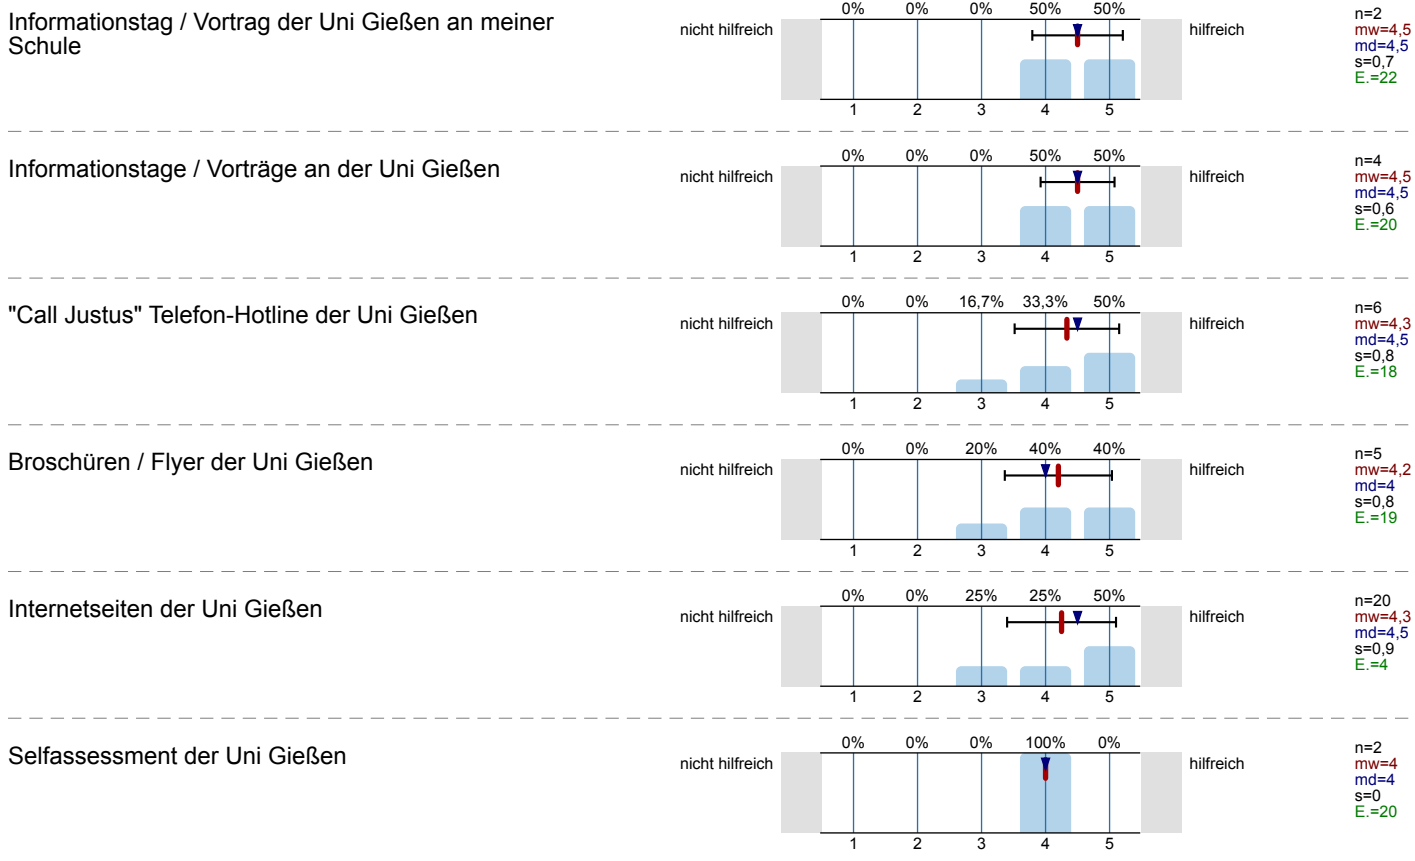 Informationstag / Vortrag der Uni Gießen an meiner
Schule
nicht hilfreich
0% 0% 0% 50% 50%
1 2 3 4 5
hilfreich
n=2
mw=4,5
md=4,5
s=0,7
E.=22
Informationstage / Vorträge an der Uni Gießen
nicht hilfreich
0% 0% 0% 50% 50%
1 2 3 4 5
hilfreich
n=4
mw=4,5
md=4,5
s=0,6
E.=20
"Call Justus" Telefon-Hotline der Uni Gießen
nicht hilfreich
0% 0% 16,7% 33,3% 50%
1 2 3 4 5
hilfreich
n=6
mw=4,3
md=4,5
s=0,8
E.=18
Broschüren / Flyer der Uni Gießen
nicht hilfreich
0% 0% 20% 40% 40%
1 2 3 4 5
hilfreich
n=5
mw=4,2
md=4
s=0,8
E.=19
Internetseiten der Uni Gießen
nicht hilfreich
0% 0% 25% 25% 50%
1 2 3 4 5
hilfreich
n=20
mw=4,3
md=4,5
s=0,9
E.=4
Selfassessment der Uni Gießen
nicht hilfreich
0% 0% 0% 100% 0%
1 2 3 4 5
hilfreich
n=2
mw=4
md=4
s=0
E.=20